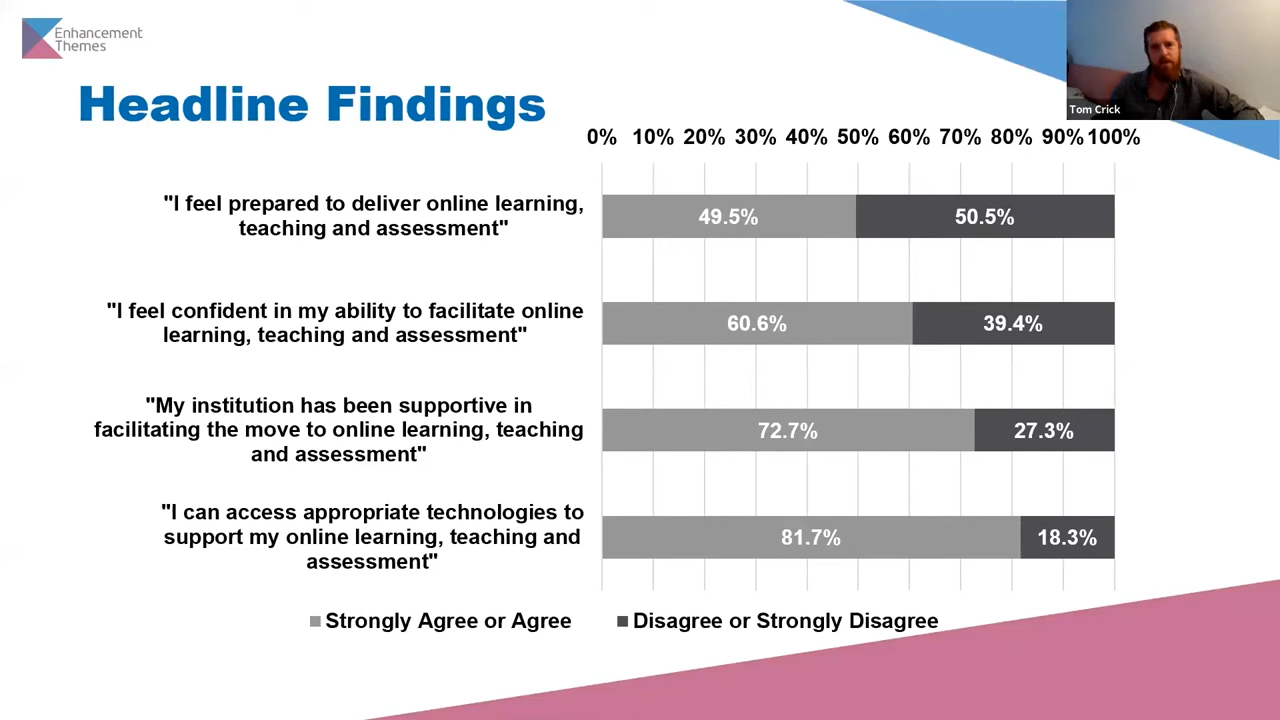 Enhancement
Themes
Tom Crick
Headline Findings
0% 10% 20% 30% 40% 50% 60% 70% 80% 90% 100%
"I feel prepared to deliver online learning,
teaching and assessment"
49.5% 50.5%
"I feel confident in my ability to facilitate online
learning, teaching and assessment"
60.6% 39.4%
"My institution has been supportive in
facilitating the move to online learning, teaching
and assessment"
72.7% 27.3%
"I can access appropriate technologies to
support my online learning, teaching and
assessment"
81.7% 18.3%
Strongly Agree or Agree Disagree or Strongly Disagree